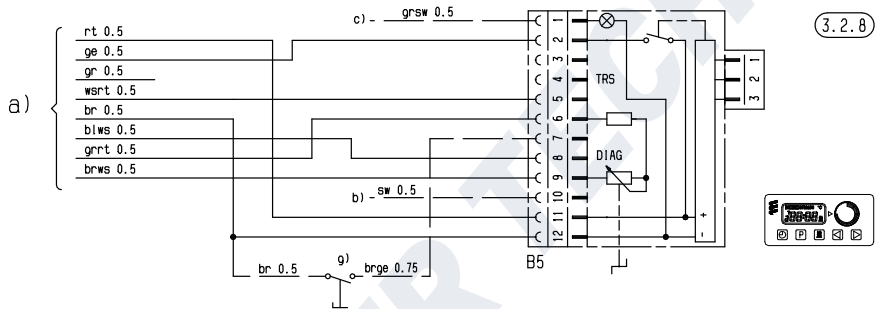 c)
grsw 0.5
3.2.8
a)
rt 0.5
ge 0.5
gr 0.5
wsrt 0.5
br 0.5
blws 0.5
grrt 0.5
brws 0.5
b)
sw 0.5
1
2
3
4
5
6
7
8
9
10
11
12
TRS
DIAG
1
2
3
+
-
B5
g)
br 0.5
brge 0.75
P